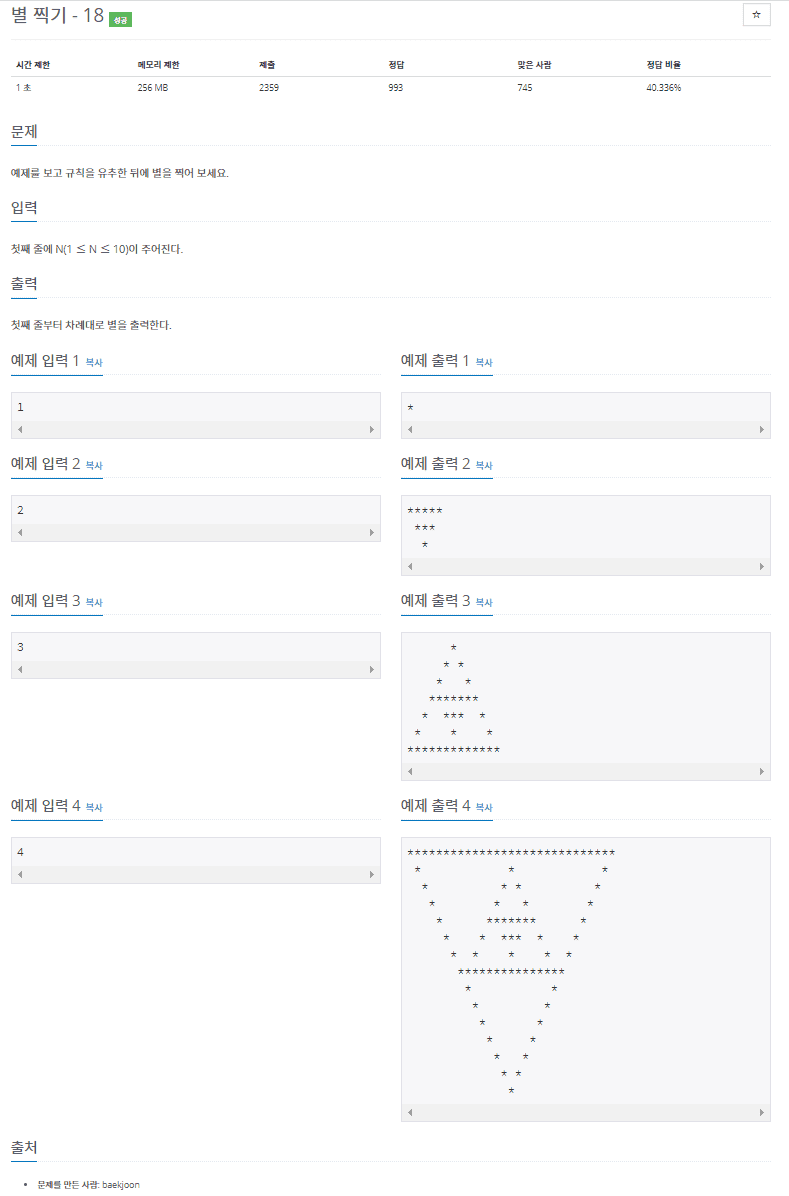 별 찍기 - 18 성공
☆
시간 제한 메모리 제한 제출 정답 맞은 사람 정답 비율
1 초 256 MB 2359 993 745 40.336%
문제
예제를 보고 규칙을 유추한 뒤에 별을 찍어 보세요.
입력
첫째 줄에 N(1 ≤ N ≤ 10)이 주어진다.
출력
첫째 줄부터 차례대로 별을 출력한다.
예제 입력 1 복사
1
예제 출력 1 복사
*
예제 입력 2 복사
2
예제 출력 2 복사
*****
 ***
  *
예제 입력 3 복사
3
예제 출력 3 복사
      *
     * *
    *   *
   *******
  *  ***  *
 *    *    *
*************
예제 입력 4 복사
4
예제 출력 4 복사
*****************************
 *            *            *
  *          * *          *
   *        *   *        *
    *      *******      *
     *    *  ***  *    *
      *  *    *    *  *
       ***************
        *           *
         *         *
          *       *
           *     *
            *   *
             * *
              *
출처
• 문제를 만든 사람: baekjoon